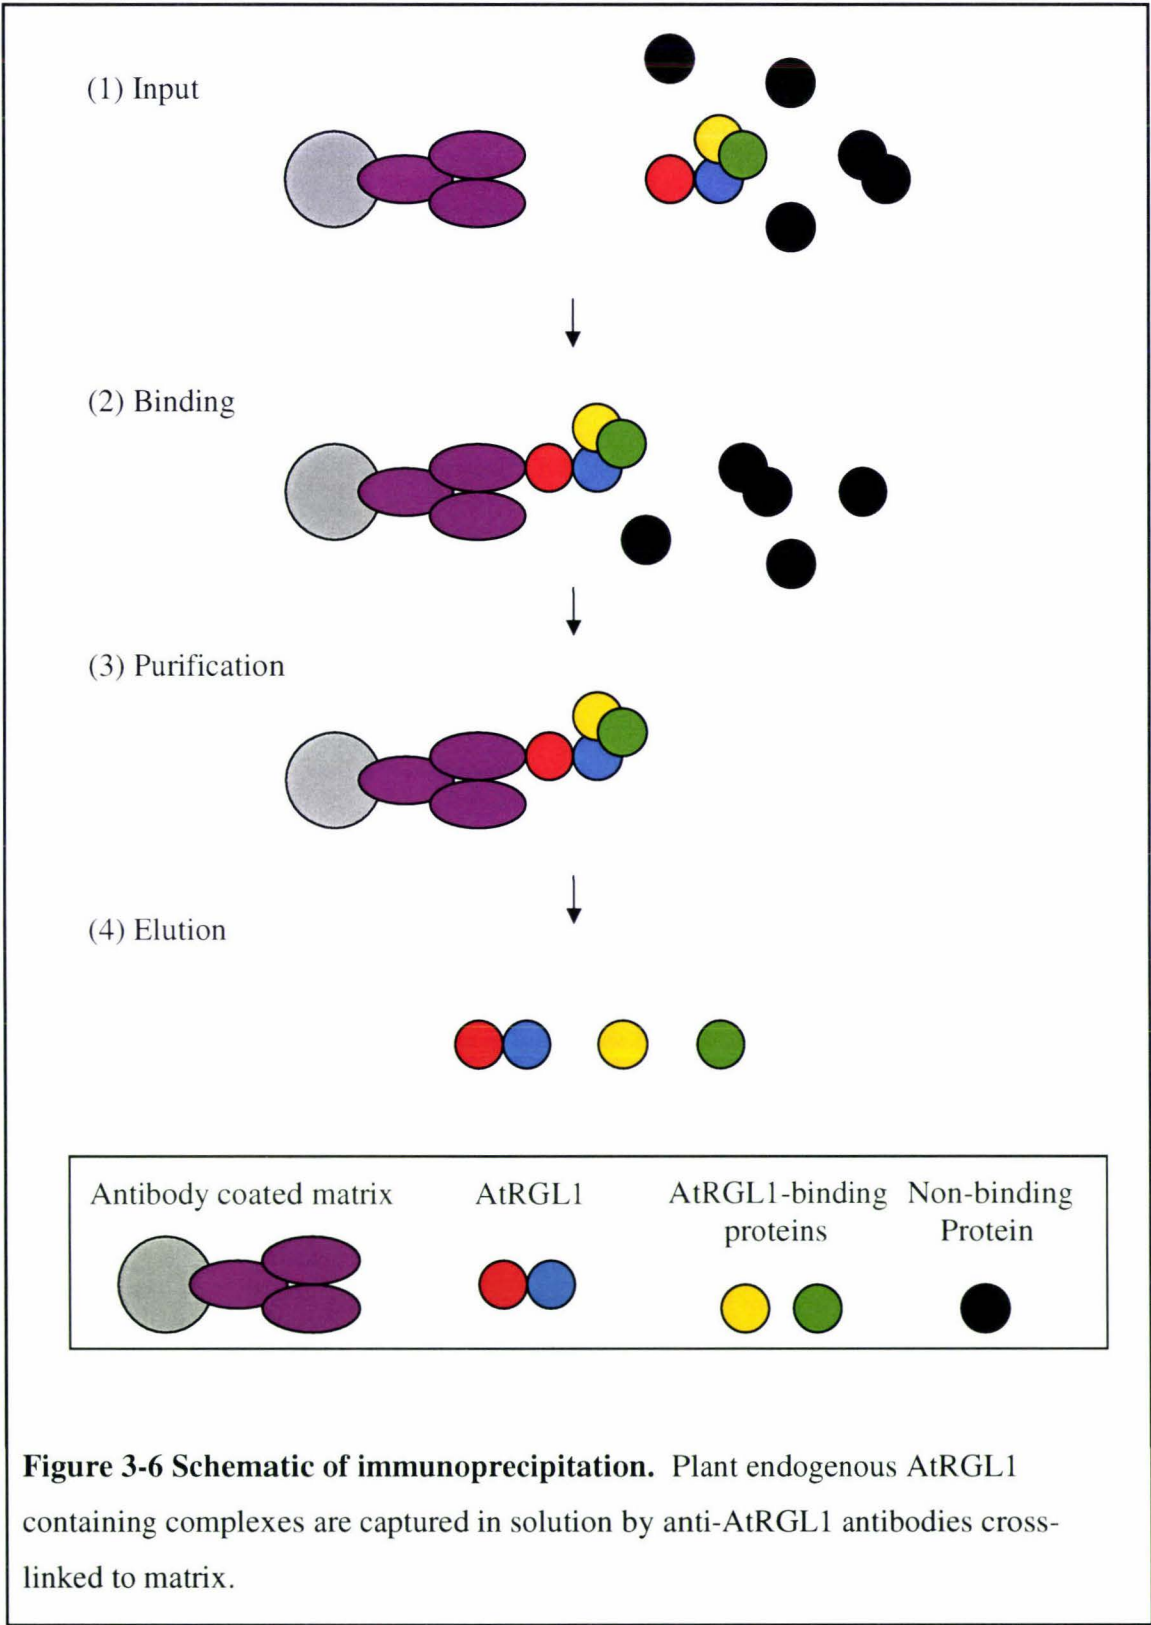 (1) Input
(2) Binding
(3) Purification
(4) Elution
Antibody coated matrix
AtRGL1
AtRGL1-binding
proteins
Non-binding
Protein
Figure 3-6 Schematic of immunoprecipitation. Plant endogenous AtRGL1
containing complexes are captured in solution by anti-AtRGL1 antibodies cross-
linked to matrix.